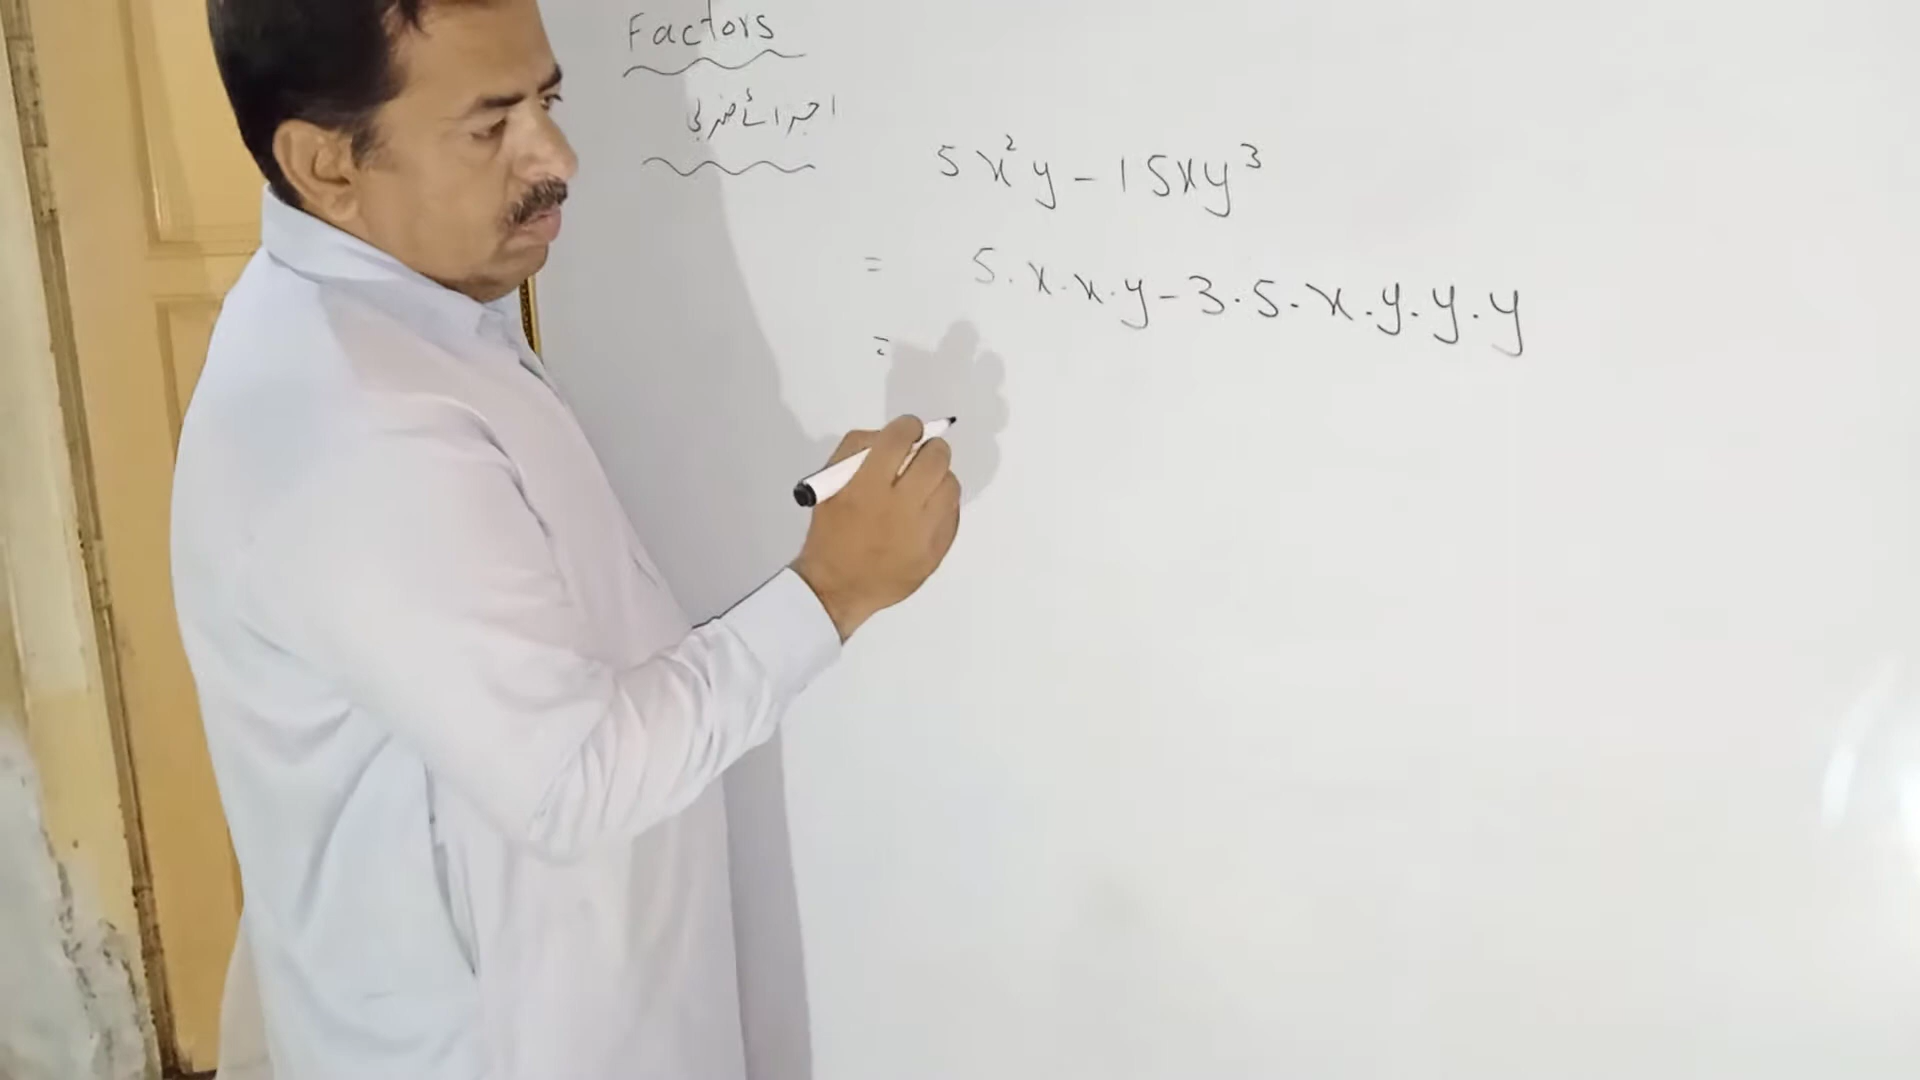 Factors
اجزائے ضربی
5x²y - 15xy³
= 5.x.x.y - 3.5.x.y.y.y
=